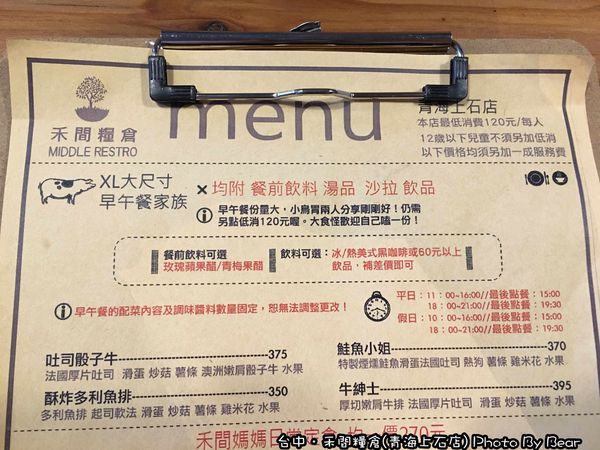 禾間糧倉
MIDDLE RESTRO
menu
青海上石店
本店最低消費120元/每人
12歲以下兒童不須另加低消
以下價格均須另加一成服務費
XL大尺寸
早午餐家族
×均附 餐前飲料 湯品 沙拉 飲品
早午餐份量大，小鳥胃兩人分享剛剛好！仍需
另點低消120元喔。大食怪歡迎自己嗑一份！
餐前飲料可選
玫瑰蘋果醋/青梅果醋
飲料可選：冰/熱美式黑咖啡或60元以上
飲品，補差價即可
早午餐的配菜內容及調味醬料數量固定，恕無法調整更改！
平日：11：00~16:00//最後點餐：15:00
18：00~21:00//最後點餐：19:30
假日：10：00~16:00//最後點餐：15:00
18：00~21:00//最後點餐：19:30
吐司骰子牛 375
法國厚片吐司 滑蛋 炒菇 薯條 澳洲嫩肩骰子牛 水果
酥炸多利魚排 350
多利魚排 起司軟法 滑蛋 炒菇 薯條 雞米花 水果
鮭魚小姐 370
特製煙燻鮭魚滑蛋法國吐司 熱狗 薯條 雞米花 水果
牛紳士 395
厚切嫩肩牛排 法國厚片吐司 滑蛋 炒菇 薯條 水果
禾間媽媽日常定食 均一價270元
台中。禾間糧倉(青海上石店) Photo By Bear